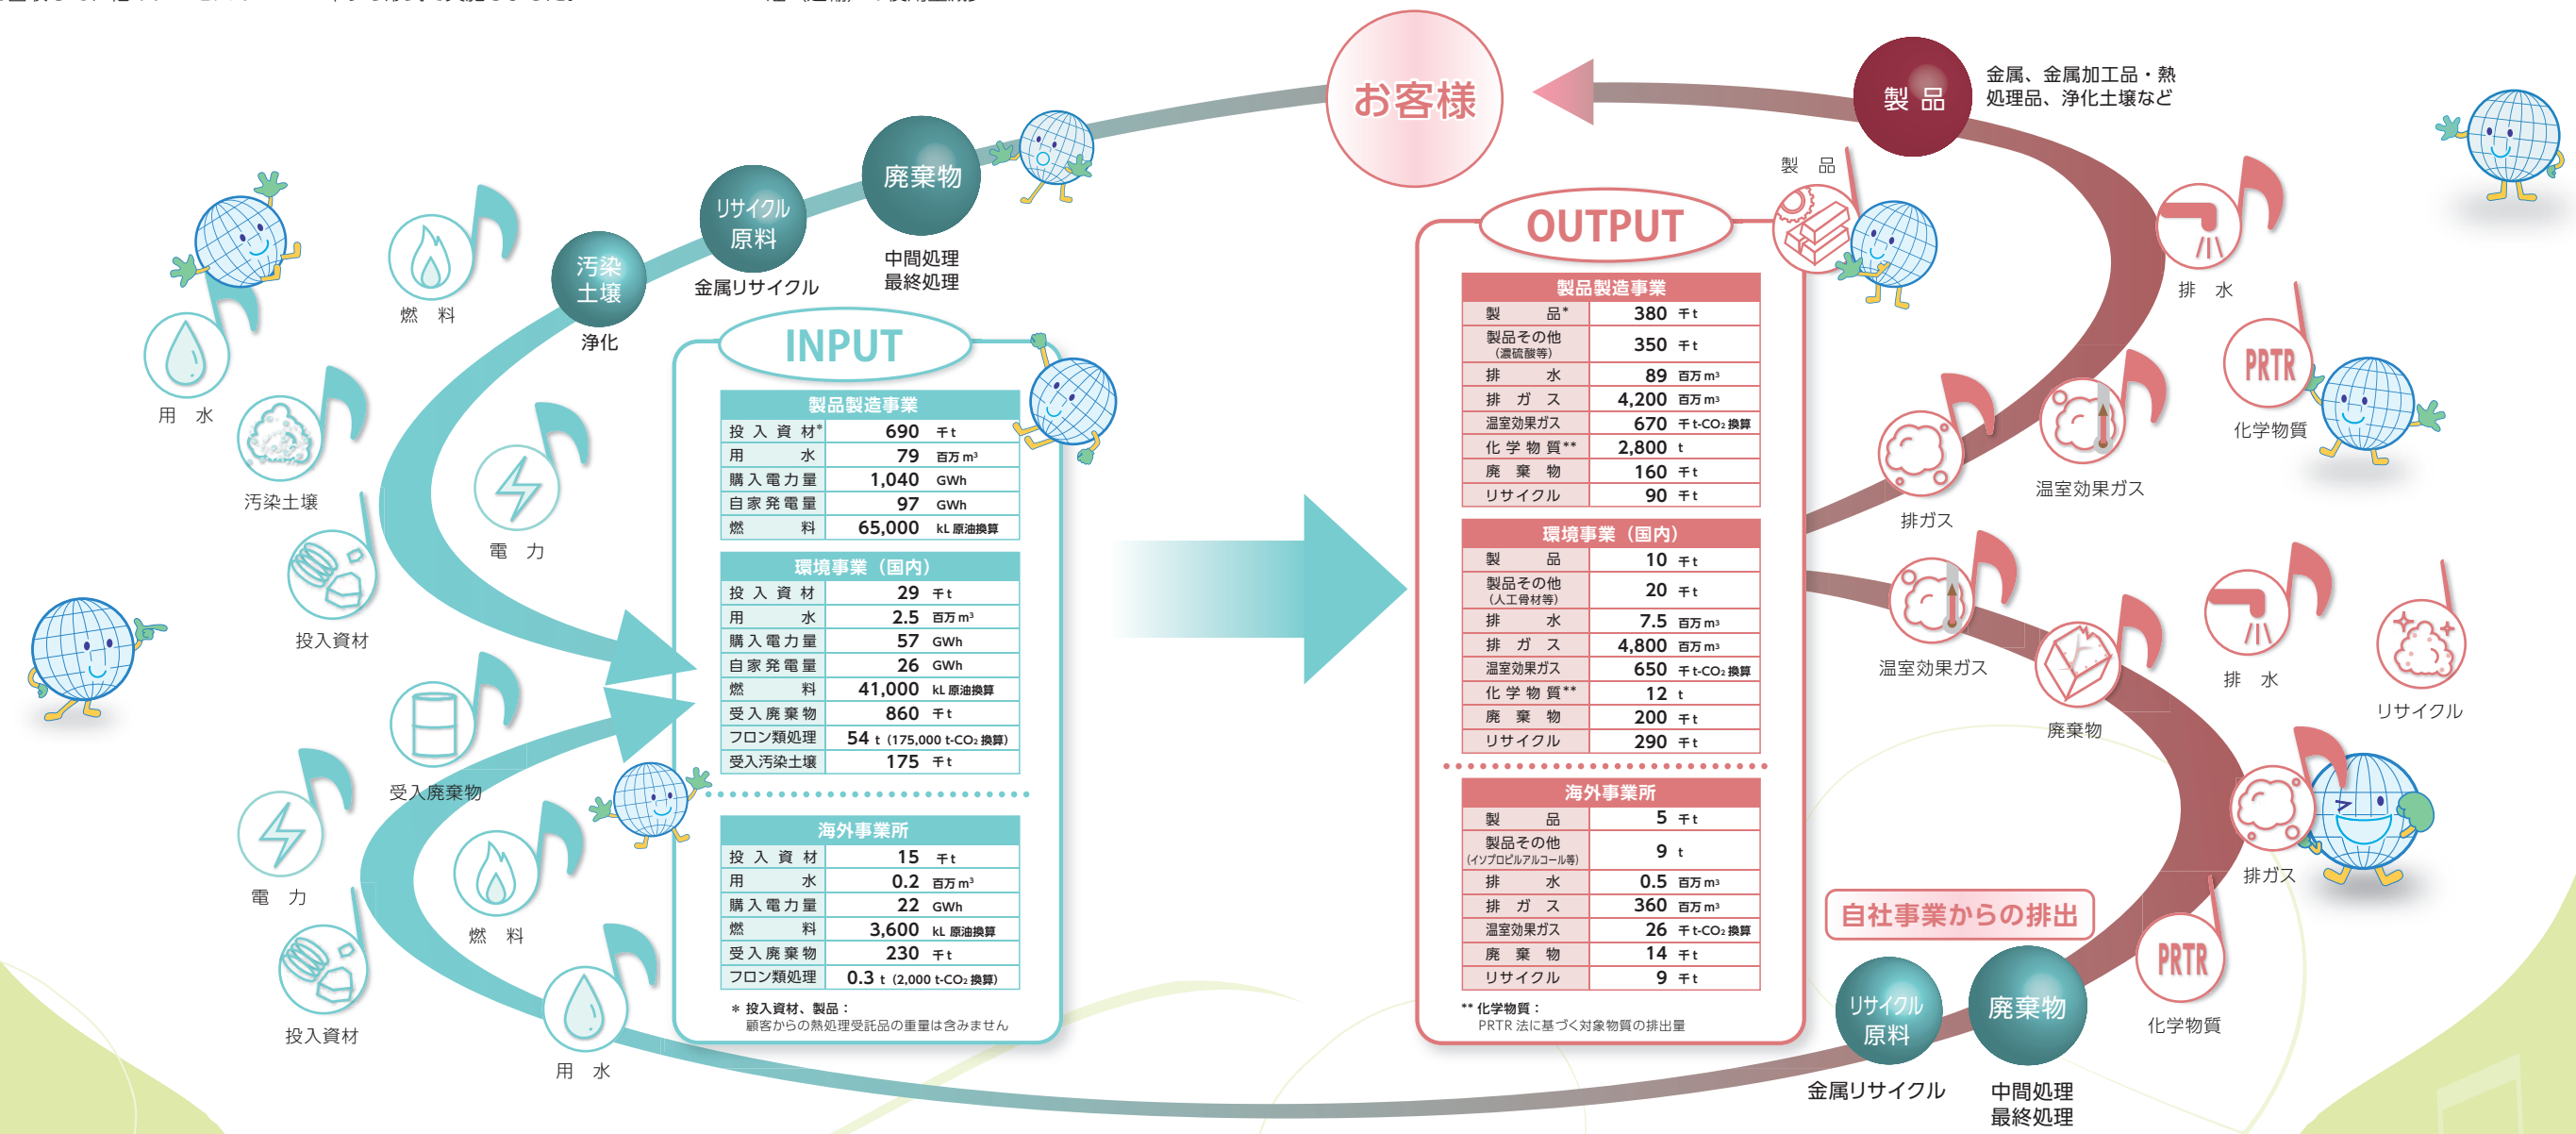 お客様
製 品
金属、金属加工品・熱
処理品、浄化土壌など
廃棄物
中間処理
最終処理
リサイクル
原料
金属リサイクル
汚染
土壌
浄化
燃 料
用 水
汚染土壌
電 力
投入資材
受入廃棄物
電 力
燃 料
投入資材
用 水
INPUT
製品製造事業
投入資材* 690 千t
用水 79 百万m³
購入電力量 1,040 GWh
自家発電量 97 GWh
燃料 65,000 kL 原油換算
環境事業（国内）
投入資材 29 千t
用水 2.5 百万m³
購入電力量 57 GWh
自家発電量 26 GWh
燃料 41,000 kL 原油換算
受入廃棄物 860 千t
フロン類処理 54 t（175,000 t-CO₂ 換算）
受入汚染土壌 175 千t
海外事業所
投入資材 15 千t
用水 0.2 百万m³
購入電力量 22 GWh
燃料 3,600 kL 原油換算
受入廃棄物 230 千t
フロン類処理 0.3 t（2,000 t-CO₂ 換算）
* 投入資材、製品：
顧客からの熱処理受託品の重量は含みません
OUTPUT
製品製造事業
製品* 380 千t
製品その他
（濃硫酸等） 350 千t
排水 89 百万m³
排ガス 4,200 百万m³
温室効果ガス 670 千t-CO₂ 換算
化学物質** 2,800 t
廃棄物 160 千t
リサイクル 90 千t
環境事業（国内）
製品 10 千t
製品その他
（人工骨材等） 20 千t
排水 7.5 百万m³
排ガス 4,800 百万m³
温室効果ガス 650 千t-CO₂ 換算
化学物質** 12 t
廃棄物 200 千t
リサイクル 290 千t
海外事業所
製品 5 千t
製品その他
（イソプロピルアルコール等） 9 t
排水 0.5 百万m³
排ガス 360 百万m³
温室効果ガス 26 千t-CO₂ 換算
廃棄物 14 千t
リサイクル 9 千t
** 化学物質：
PRTR 法に基づく対象物質の排出量
製 品
排 水
PRTR
化学物質
温室効果ガス
排ガス
温室効果ガス
廃棄物
排 水
リサイクル
排ガス
PRTR
化学物質
自社事業からの排出
リサイクル
原料
金属リサイクル
廃棄物
中間処理
最終処理